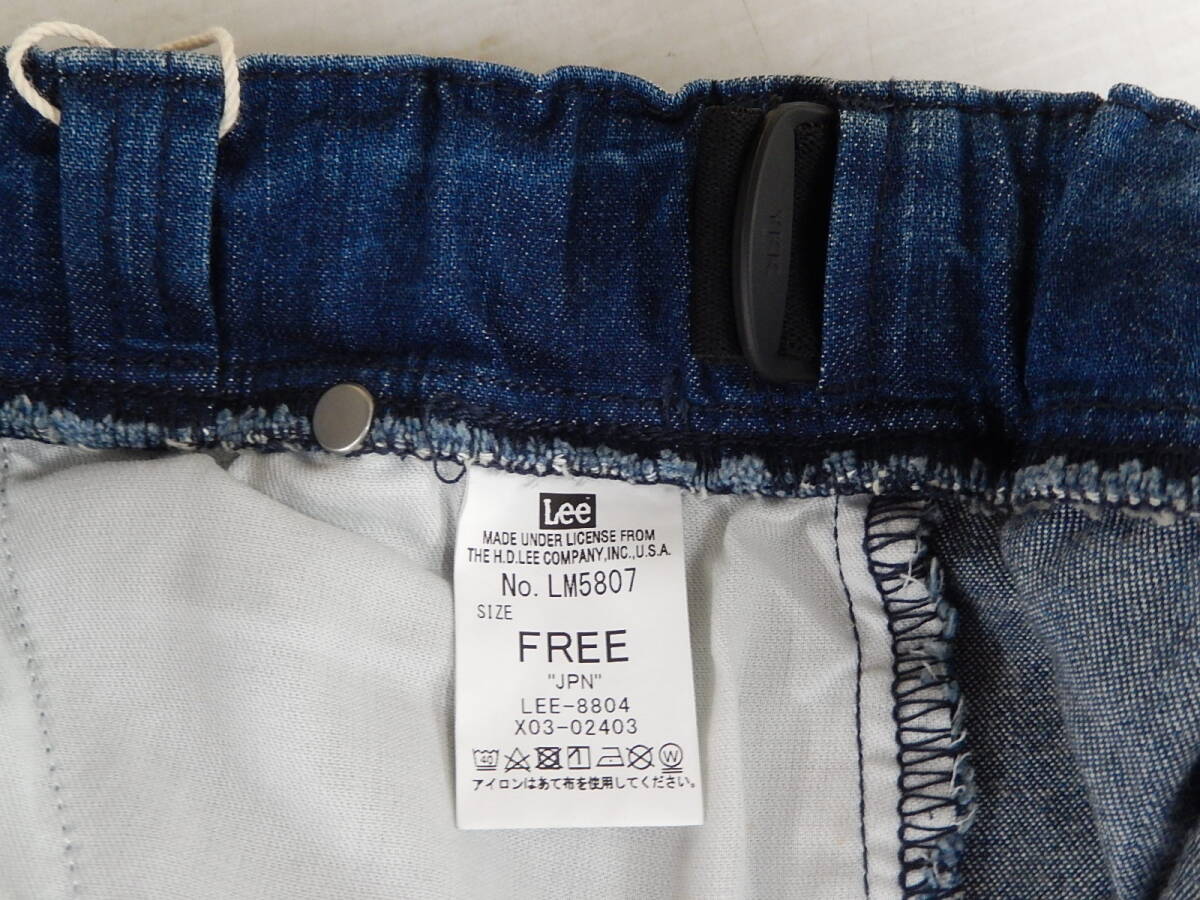 Lee
MADE UNDER LICENSE FROM
THE H.D.LEE COMPANY,INC.,U.S.A.
No. LM5807
SIZE
FREE
"JPN"
LEE-8804
X03-02403
40 W
アイロンはあて布を使用してください。